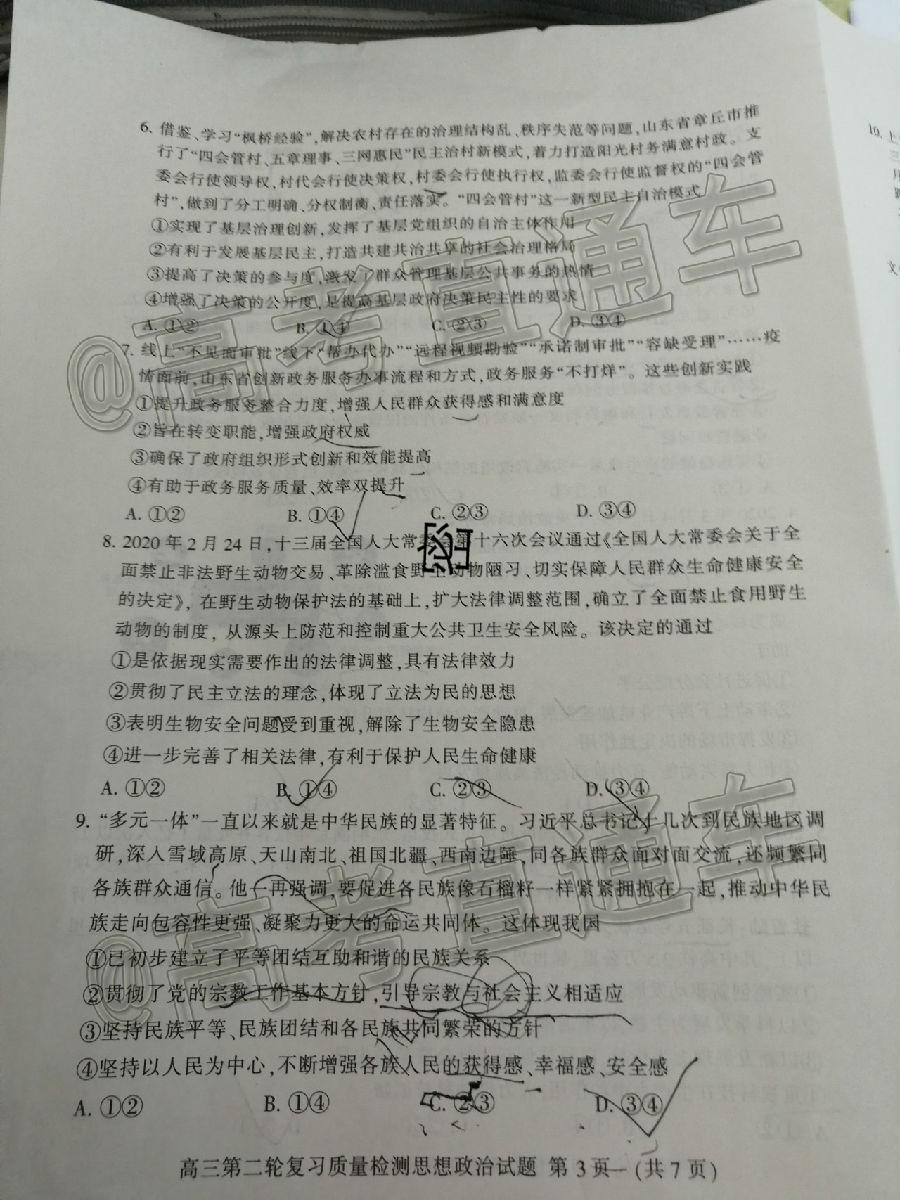 6. 借鉴、学习“枫桥经验”,解决农村存在的治理结构乱、秩序失范等问题,山东省章丘市推
行了“四会管村、五章理事、三网惠民”民主治村新模式,着力打造阳光村务满意村政。支
委会行使领导权,村代会行使决策权,村委会行使执行权,监委会行使监督权的“四会管
村”,做到了分工明确、分权制衡、责任落实。“四会管村”这一新型民主自治模式
①实现了基层治理创新,发挥了基层党组织的自治主体作用
②有利于发展基层民主,打造共建共治共享的社会治理格局
③提高了决策的参与度,激发了群众管理基层公共事务的热情
④增强了决策的公开度,是提高基层政府决策民主性的要求
A. ①② B. ①④ C. ②③ D. ③④
7. 线上“不见面审批”线下“帮办代办”“远程视频勘验”“承诺制审批”“容缺受理”……疫
情面前,山东省创新政务服务办事流程和方式,政务服务“不打烊”。这些创新实践
①提升政务服务整合力度,增强人民群众获得感和满意度
②旨在转变职能,增强政府权威
③确保了政府组织形式创新和效能提高
④有助于政务服务质量、效率双提升
A. ①② B. ①④ C. ②③ D. ③④
8. 2020年2月24日,十三届全国人大常委会第十六次会议通过《全国人大常委会关于全
面禁止非法野生动物交易、革除滥食野生动物陋习、切实保障人民群众生命健康安全
的决定》,在野生动物保护法的基础上,扩大法律调整范围,确立了全面禁止食用野生
动物的制度,从源头上防范和控制重大公共卫生安全风险。该决定的通过
①是依据现实需要作出的法律调整,具有法律效力
②贯彻了民主立法的理念,体现了立法为民的思想
③表明生物安全问题受到重视,解除了生物安全隐患
④进一步完善了相关法律,有利于保护人民生命健康
A. ①② B. ①④ C. ②③ D. ③④
9. “多元一体”一直以来就是中华民族的显著特征。习近平总书记十几次到民族地区调
研,深入雪域高原、天山南北、祖国北疆、西南边陲,同各族群众面对面交流,还频繁同
各族群众通信。他一再强调,要促进各民族像石榴籽一样紧紧拥抱在一起,推动中华民
族走向包容性更强、凝聚力更大的命运共同体。这体现我国
①已初步建立了平等团结互助和谐的民族关系
②贯彻了党的宗教工作基本方针,引导宗教与社会主义相适应
③坚持民族平等、民族团结和各民族共同繁荣的方针
④坚持以人民为中心,不断增强各族人民的获得感、幸福感、安全感
A. ①② B. ①④ C. ②③ D. ③④
高三第二轮复习质量检测思想政治试题 第3页 (共7页)
10. 上
三
月
文
@高考直通车
@高考直通车